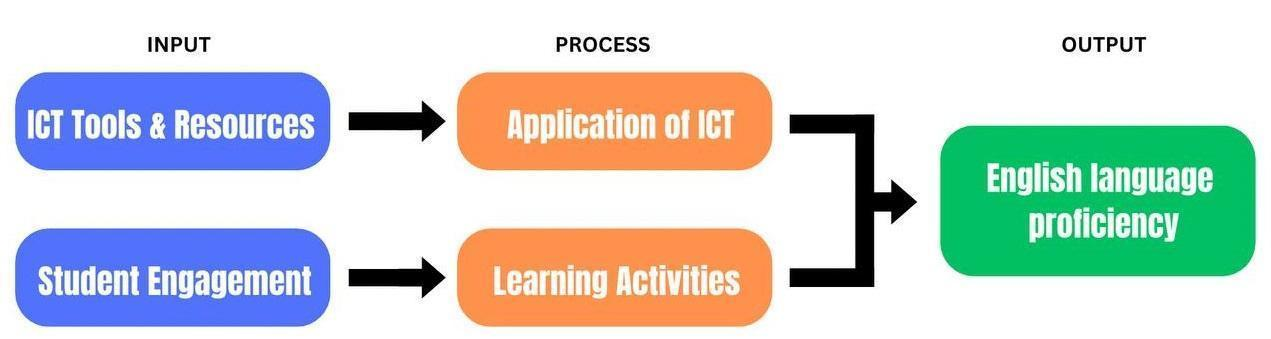 INPUT
PROCESS
OUTPUT
ICT Tools & Resources
Application of ICT
English language
proficiency
Student Engagement
Learning Activities